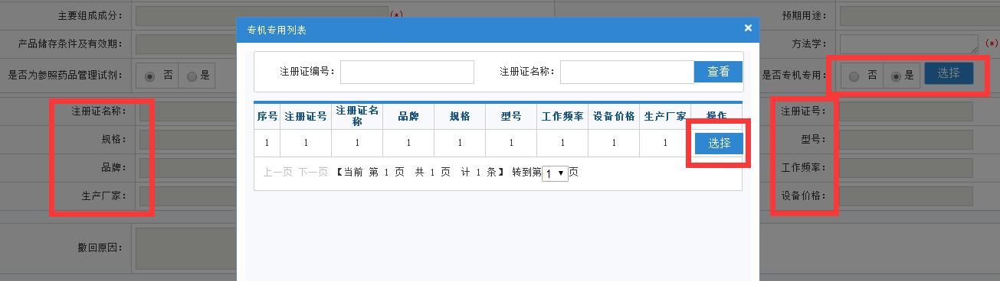 主要组成成分： (*) 预期用途：
专机专用列表 ×
产品储存条件及有效期： 方法学： (*)
是否为参照药品管理试剂： 否 是 注册证编号： 注册证名称： 查看 是否专机专用： 否 是 选择
注册证名称： 注册证号：
序号 注册证号 注册证名称 品牌 规格 型号 工作频率 设备价格 生产厂家 操作
规格： 1 1 1 1 1 1 1 1 1 选择 型号：
品牌： 上一页 下一页 【当前 第 1 页 共 1 页 计 1 条】 转到第 1 页 工作频率：
生产厂家： 设备价格：
撤回原因：